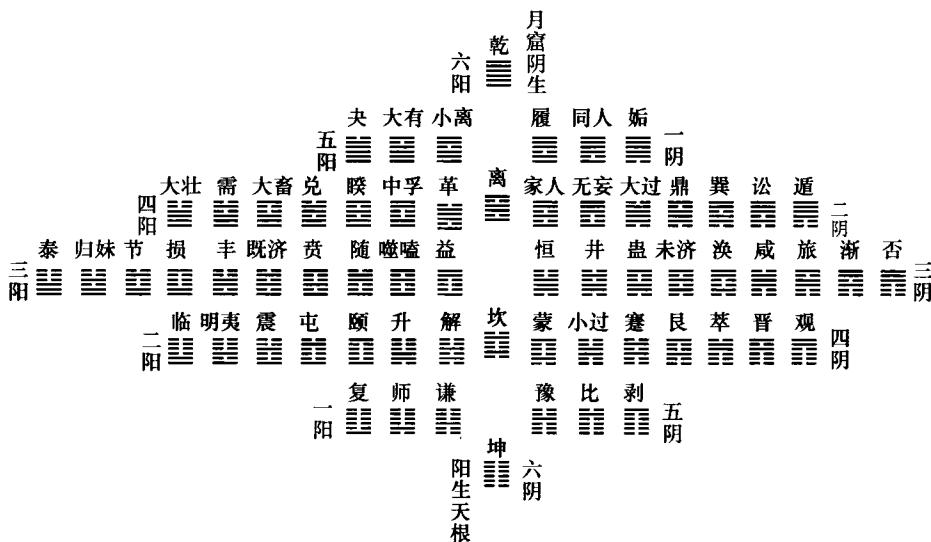 月窟阴生
乾
六阳
夬 大有 小离 履 同人 姤
五阳 一阴
大壮 需 大畜 兑 睽 中孚 革 离 家人 无妄 大过 鼎 巽 讼 遁
四阳 二阴
泰 归妹 节 损 丰 既济 贲 随 噬嗑 益 恒 井 蛊 未济 涣 咸 旅 渐 否
三阳 三阴
临 明夷 震 屯 颐 升 解 坎 蒙 小过 蹇 艮 萃 晋 观
二阳 四阴
复 师 谦 豫 比 剥
一阳 五阴
坤
阳生天根 六阴